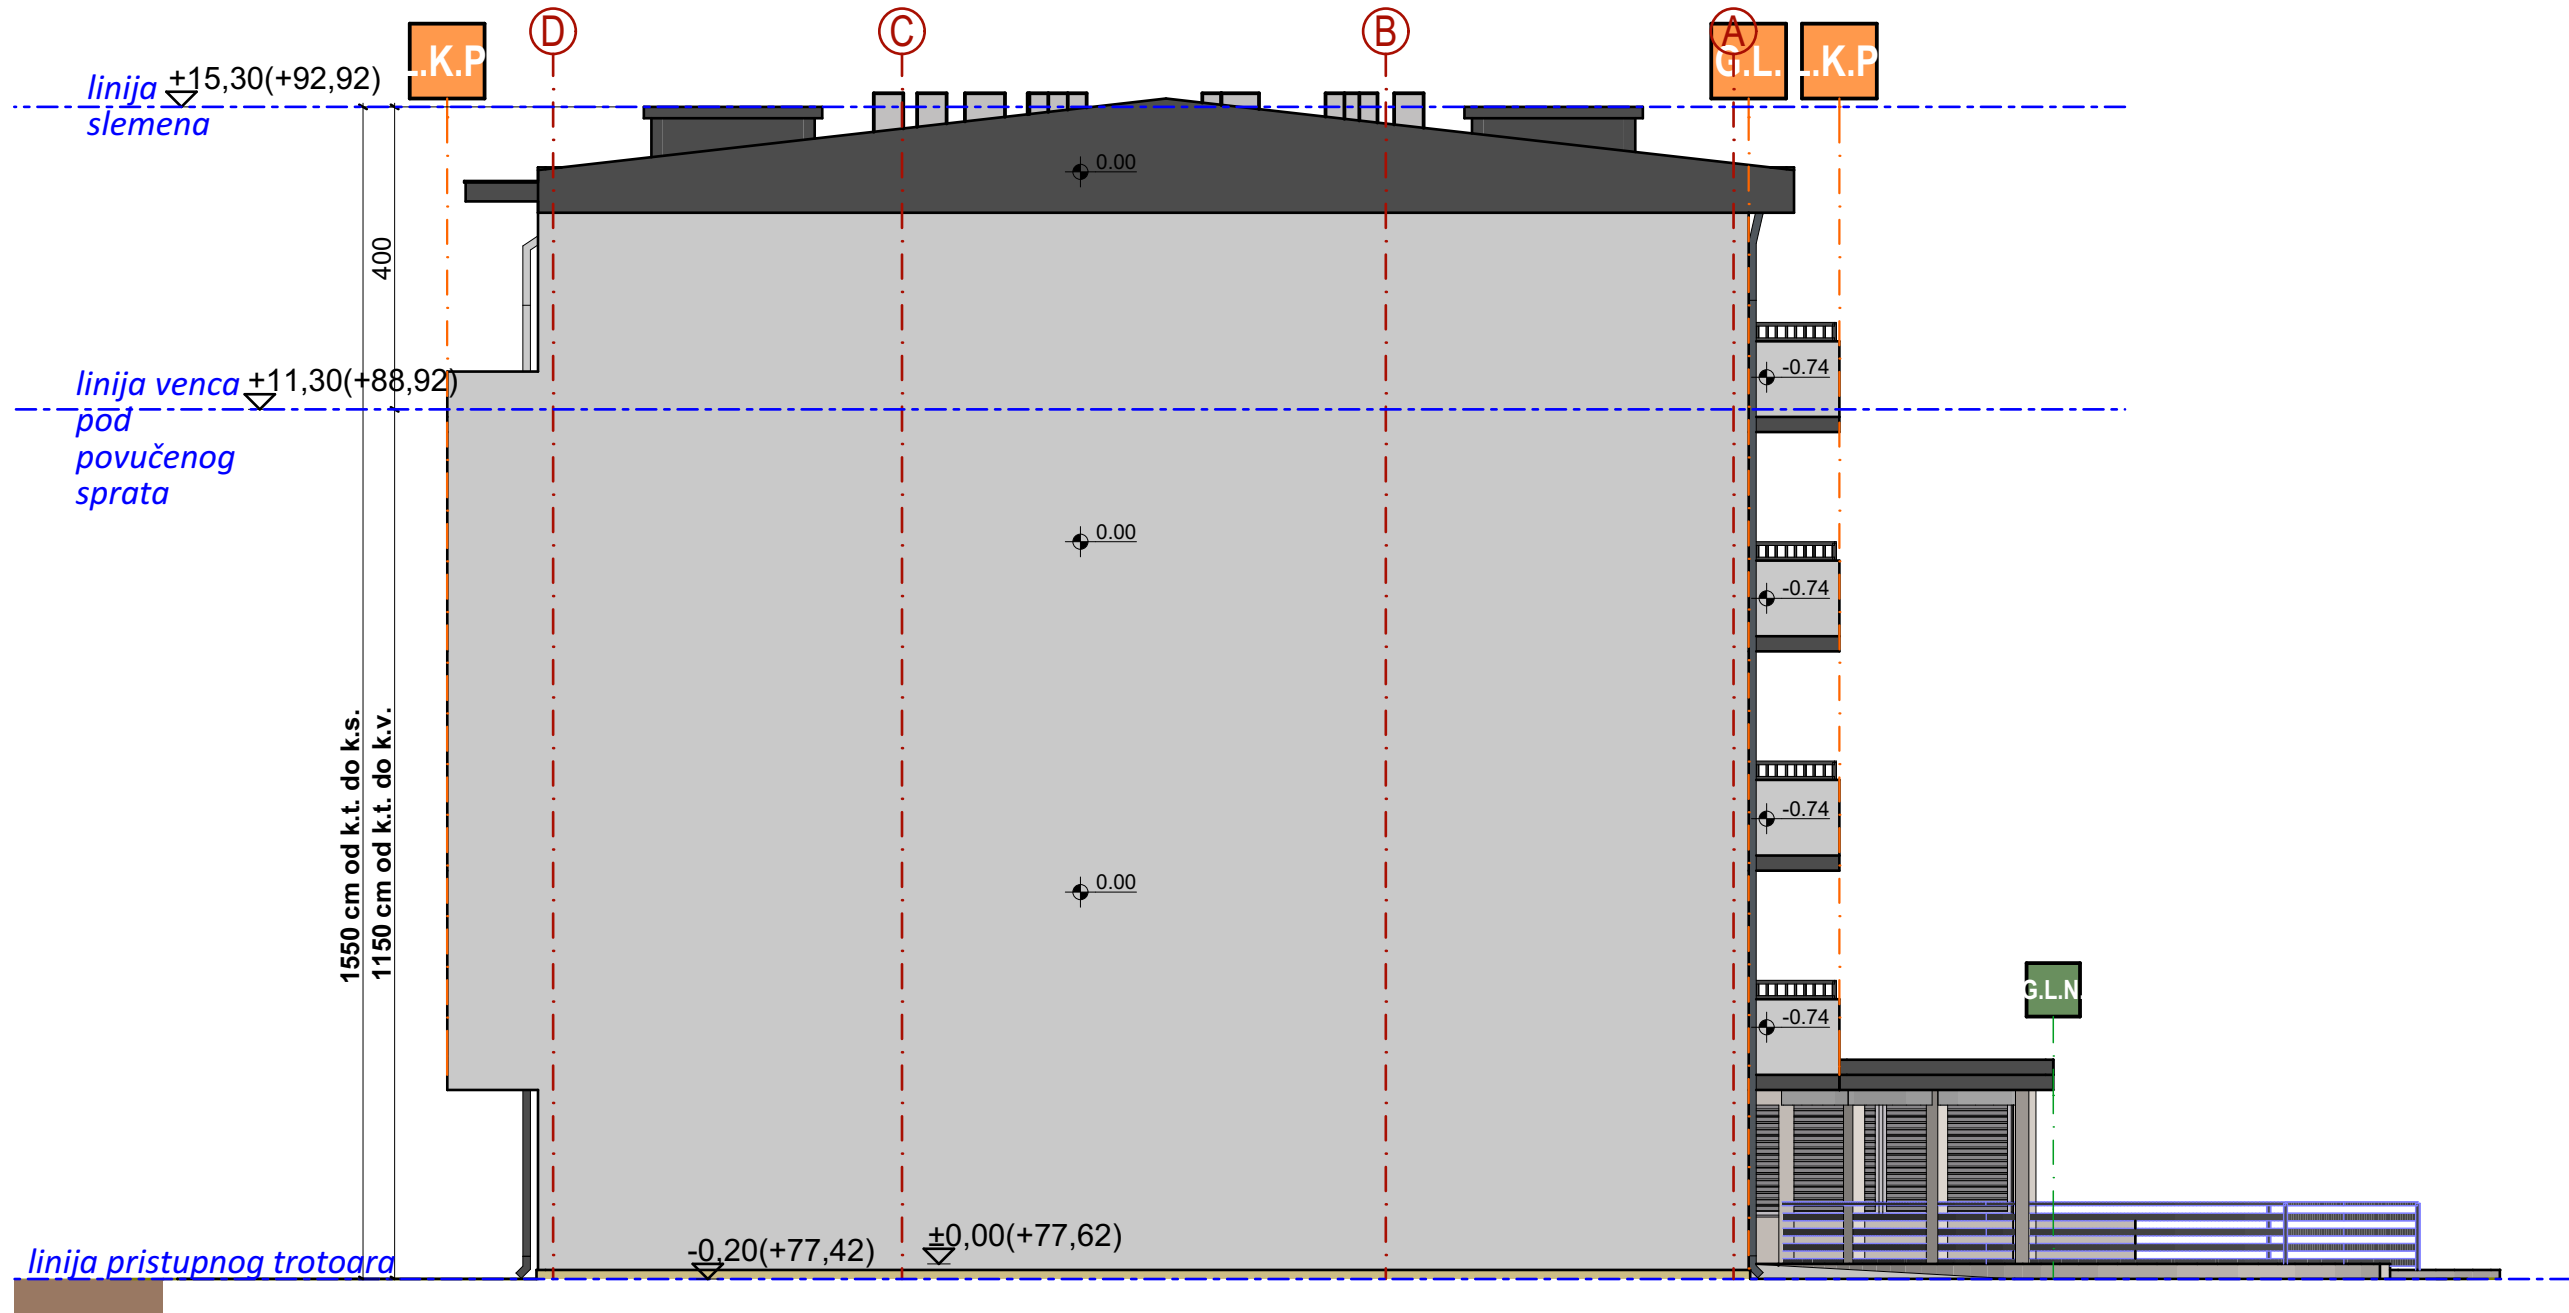 D
C
B
A
L.K.P
G.L.
L.K.P
linija
+15,30(+92,92)
slemena
0.00
400
linija venca
+11,30(+88,92)
pod
povučenog
sprata
-0.74
0.00
-0.74
1550 cm od k.t. do k.s.
1150 cm od k.t. do k.v.
-0.74
0.00
G.L.N.
-0.74
linija pristupnog trotoara
-0,20(+77,42)
±0,00(+77,62)